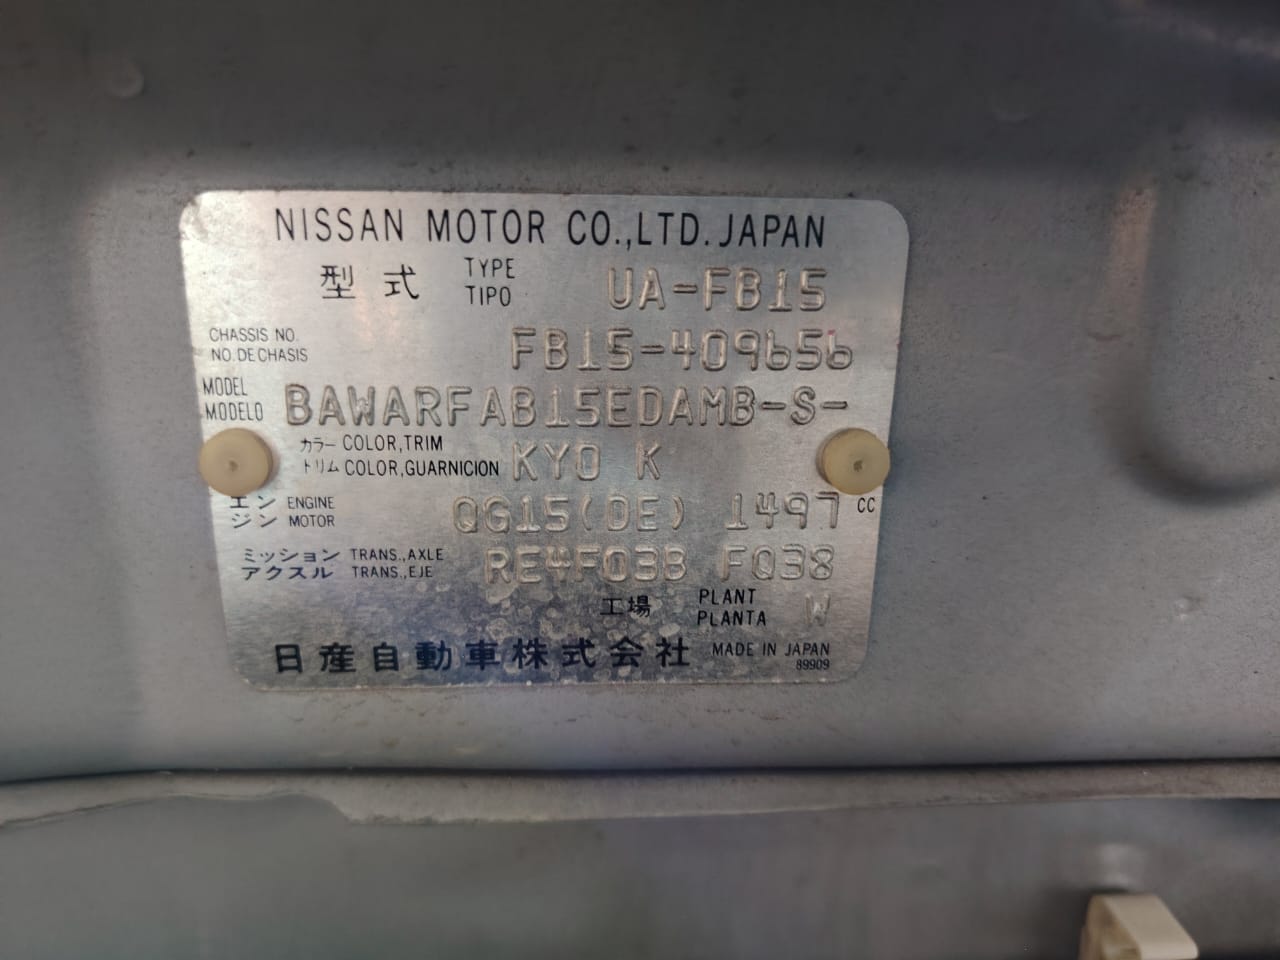 NISSAN MOTOR CO.,LTD. JAPAN
型式 TYPE TIPO UA-FB15
CHASSIS NO. NO. DE CHASIS FB15-409656
MODEL MODELO BAWARFAB15EDAMB-S-
カラー COLOR,TRIM
トリム COLOR,GUARNICION KY0 K
エンジン ENGINE MOTOR QG15(DE) 1497 CC
ミッション TRANS.,AXLE
アクスル TRANS.,EJE RE4F03B FQ38
工場 PLANT PLANTA W
日産自動車株式会社 MADE IN JAPAN
89909